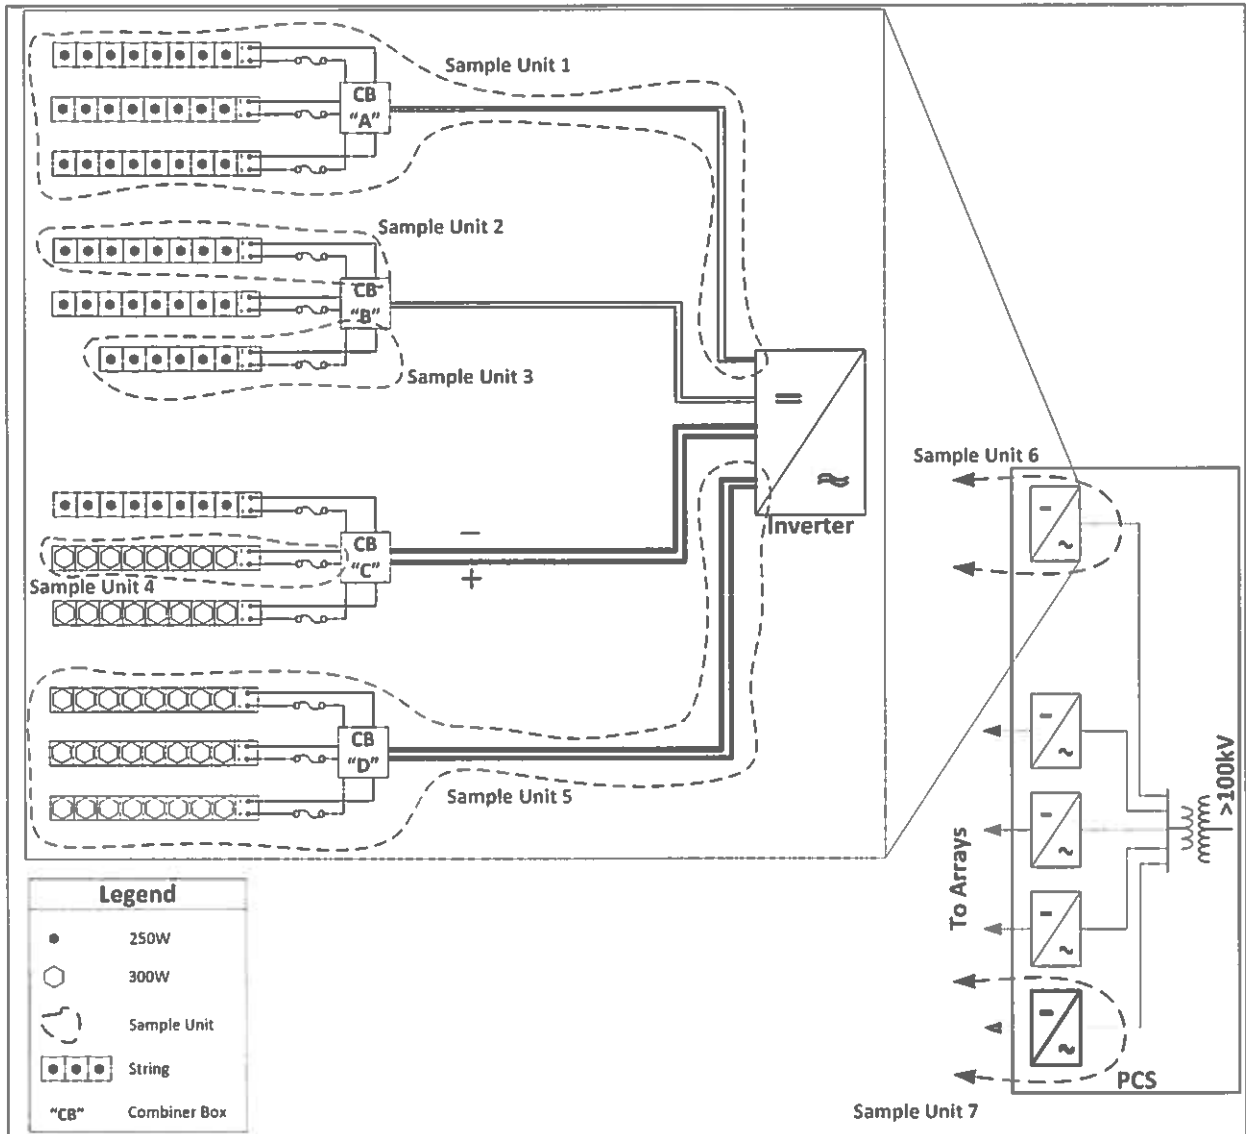 Sample Unit 1
CB
"A"
Sample Unit 2
CB
"B"
Sample Unit 3
=
≈
Inverter
Sample Unit 6
-
~
CB
"C"
−
+
Sample Unit 4
-
~
CB
"D"
Sample Unit 5
-
~
>100kV
To Arrays
-
~
Legend
250W
300W
Sample Unit
String
"CB" Combiner Box
-
~
PCS
Sample Unit 7